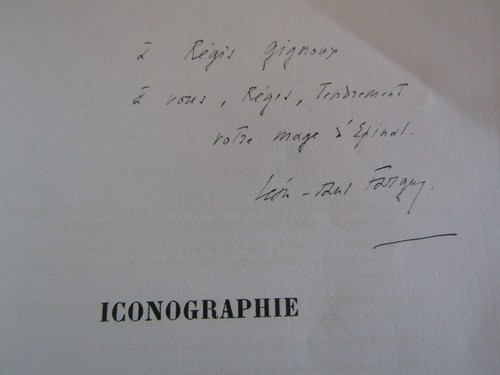 à Régis Gignoux
à vous, Régis, Tendrement
votre mage d'Epinal.
Léon-Paul Fargue.
ICONOGRAPHIE